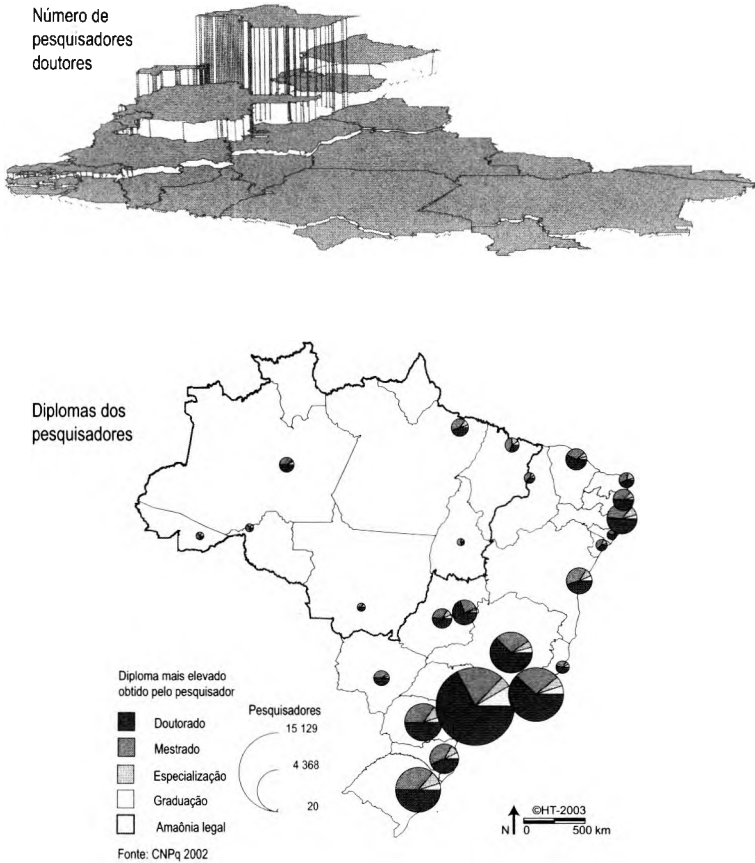 Número de
pesquisadores
doutores
Diplomas dos
pesquisadores
Diploma mais elevado
obtido pelo pesquisador
Doutorado
Mestrado
Especialização
Graduação
Amaônia legal
Pesquisadores
15 129
4 368
20
N
©HT-2003
0 500 km
Fonte: CNPq 2002